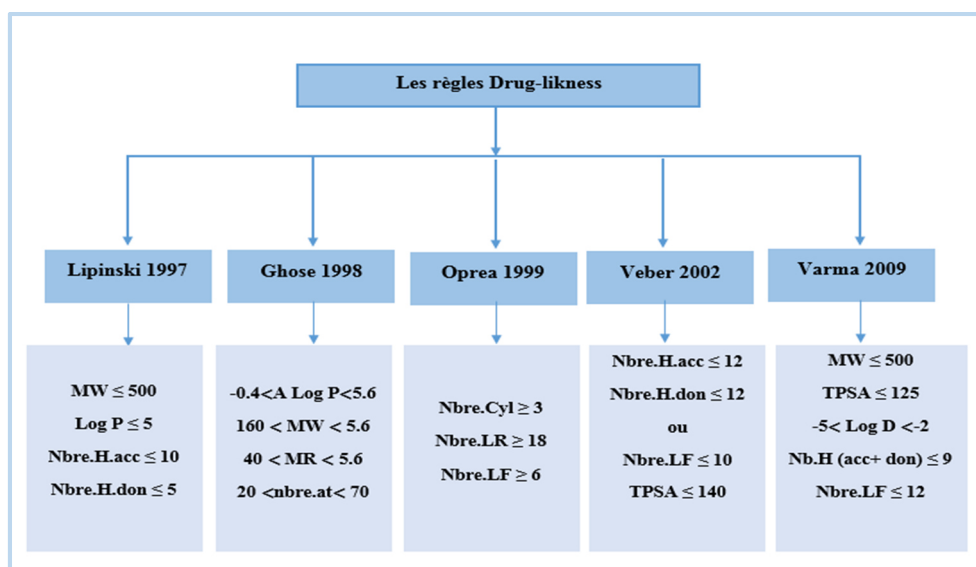 Les règles Drug-likness
Lipinski 1997
MW ≤ 500
Log P ≤ 5
Nbre.H.acc ≤ 10
Nbre.H.don ≤ 5
Ghose 1998
-0.4<A Log P<5.6
160 < MW < 5.6
40 < MR < 5.6
20 <nbre.at< 70
Oprea 1999
Nbre.Cyl ≥ 3
Nbre.LR ≥ 18
Nbre.LF ≥ 6
Veber 2002
Nbre.H.acc ≤ 12
Nbre.H.don ≤ 12
ou
Nbre.LF ≤ 10
TPSA ≤ 140
Varma 2009
MW ≤ 500
TPSA ≤ 125
-5< Log D <-2
Nb.H (acc+ don) ≤ 9
Nbre.LF ≤ 12